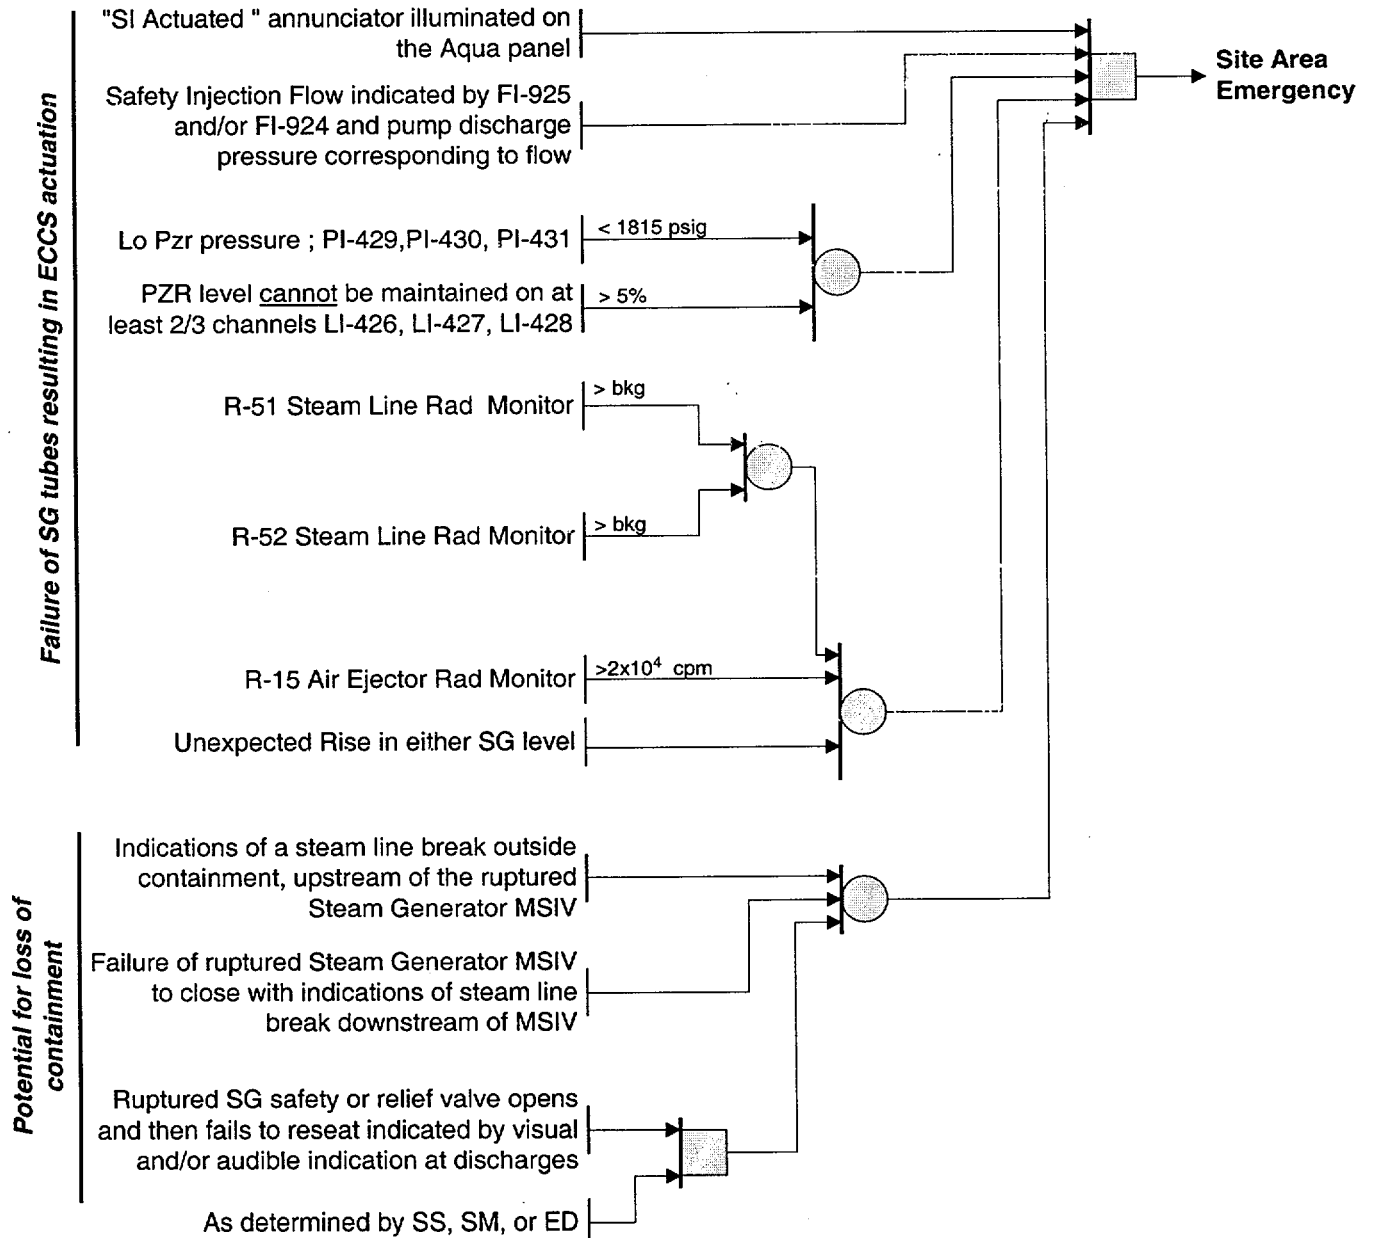 "SI Actuated " annunciator illuminated on
the Aqua panel
Site Area
Emergency
Safety Injection Flow indicated by FI-925
and/or FI-924 and pump discharge
pressure corresponding to flow
Failure of SG tubes resulting in ECCS actuation
Lo Pzr pressure ; PI-429,PI-430, PI-431
< 1815 psig
PZR level cannot be maintained on at
least 2/3 channels LI-426, LI-427, LI-428
> 5%
R-51 Steam Line Rad Monitor
> bkg
R-52 Steam Line Rad Monitor
> bkg
R-15 Air Ejector Rad Monitor
>2x10⁴ cpm
Unexpected Rise in either SG level
Potential for loss of
containment
Indications of a steam line break outside
containment, upstream of the ruptured
Steam Generator MSIV
Failure of ruptured Steam Generator MSIV
to close with indications of steam line
break downstream of MSIV
Ruptured SG safety or relief valve opens
and then fails to reseat indicated by visual
and/or audible indication at discharges
As determined by SS, SM, or ED